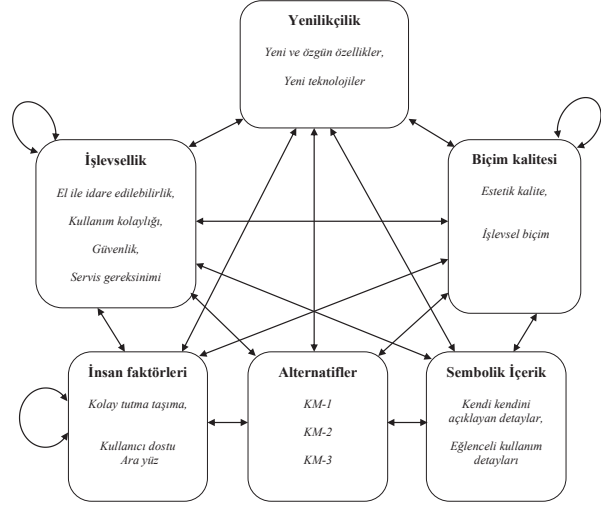 Yenilikçilik
Yeni ve özgün özellikler,
Yeni teknolojiler
İşlevsellik
El ile idare edilebilirlik,
Kullanım kolaylığı,
Güvenlik,
Servis gereksinimi
Biçim kalitesi
Estetik kalite,
İşlevsel biçim
İnsan faktörleri
Kolay tutma taşıma,
Kullanıcı dostu
Ara yüz
Alternatifler
KM-1
KM-2
KM-3
Sembolik İçerik
Kendi kendini
açıklayan detaylar,
Eğlenceli kullanım
detayları